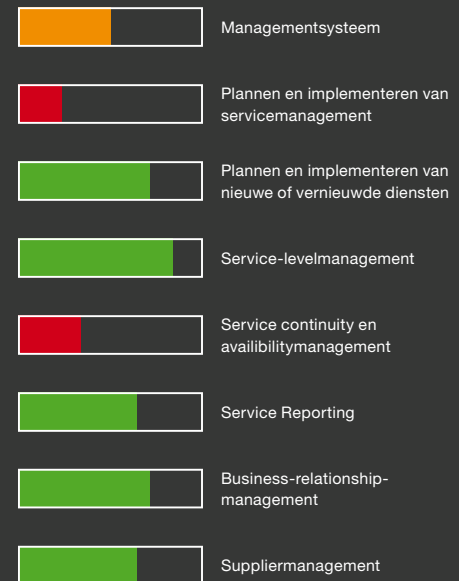 Managementsysteem
Plannen en implementeren van
servicemanagement
Plannen en implementeren van
nieuwe of vernieuwde diensten
Service-levelmanagement
Service continuity en
availibilitymanagement
Service Reporting
Business-relationship-
management
Suppliermanagement